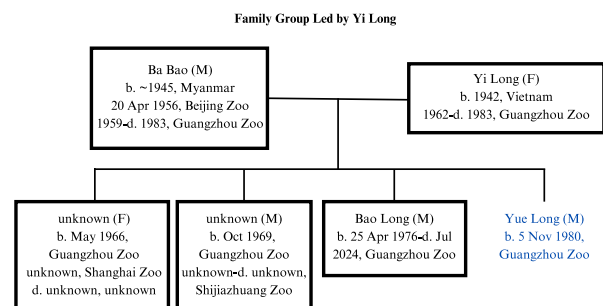 Family Group Led by Yi Long
Ba Bao (M)
b. ~1945, Myanmar
20 Apr 1956, Beijing Zoo
1959-d. 1983, Guangzhou Zoo
Yi Long (F)
b. 1942, Vietnam
1962-d. 1983, Guangzhou Zoo
unknown (F)
b. May 1966,
Guangzhou Zoo
unknown, Shanghai Zoo
d. unknown, unknown
unknown (M)
b. Oct 1969,
Guangzhou Zoo
unknown-d. unknown,
Shijiazhuang Zoo
Bao Long (M)
b. 25 Apr 1976-d. Jul
2024, Guangzhou Zoo
Yue Long (M)
b. 5 Nov 1980,
Guangzhou Zoo